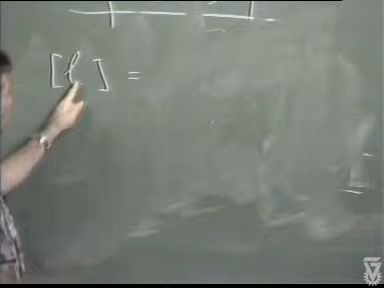 [ℓ] =